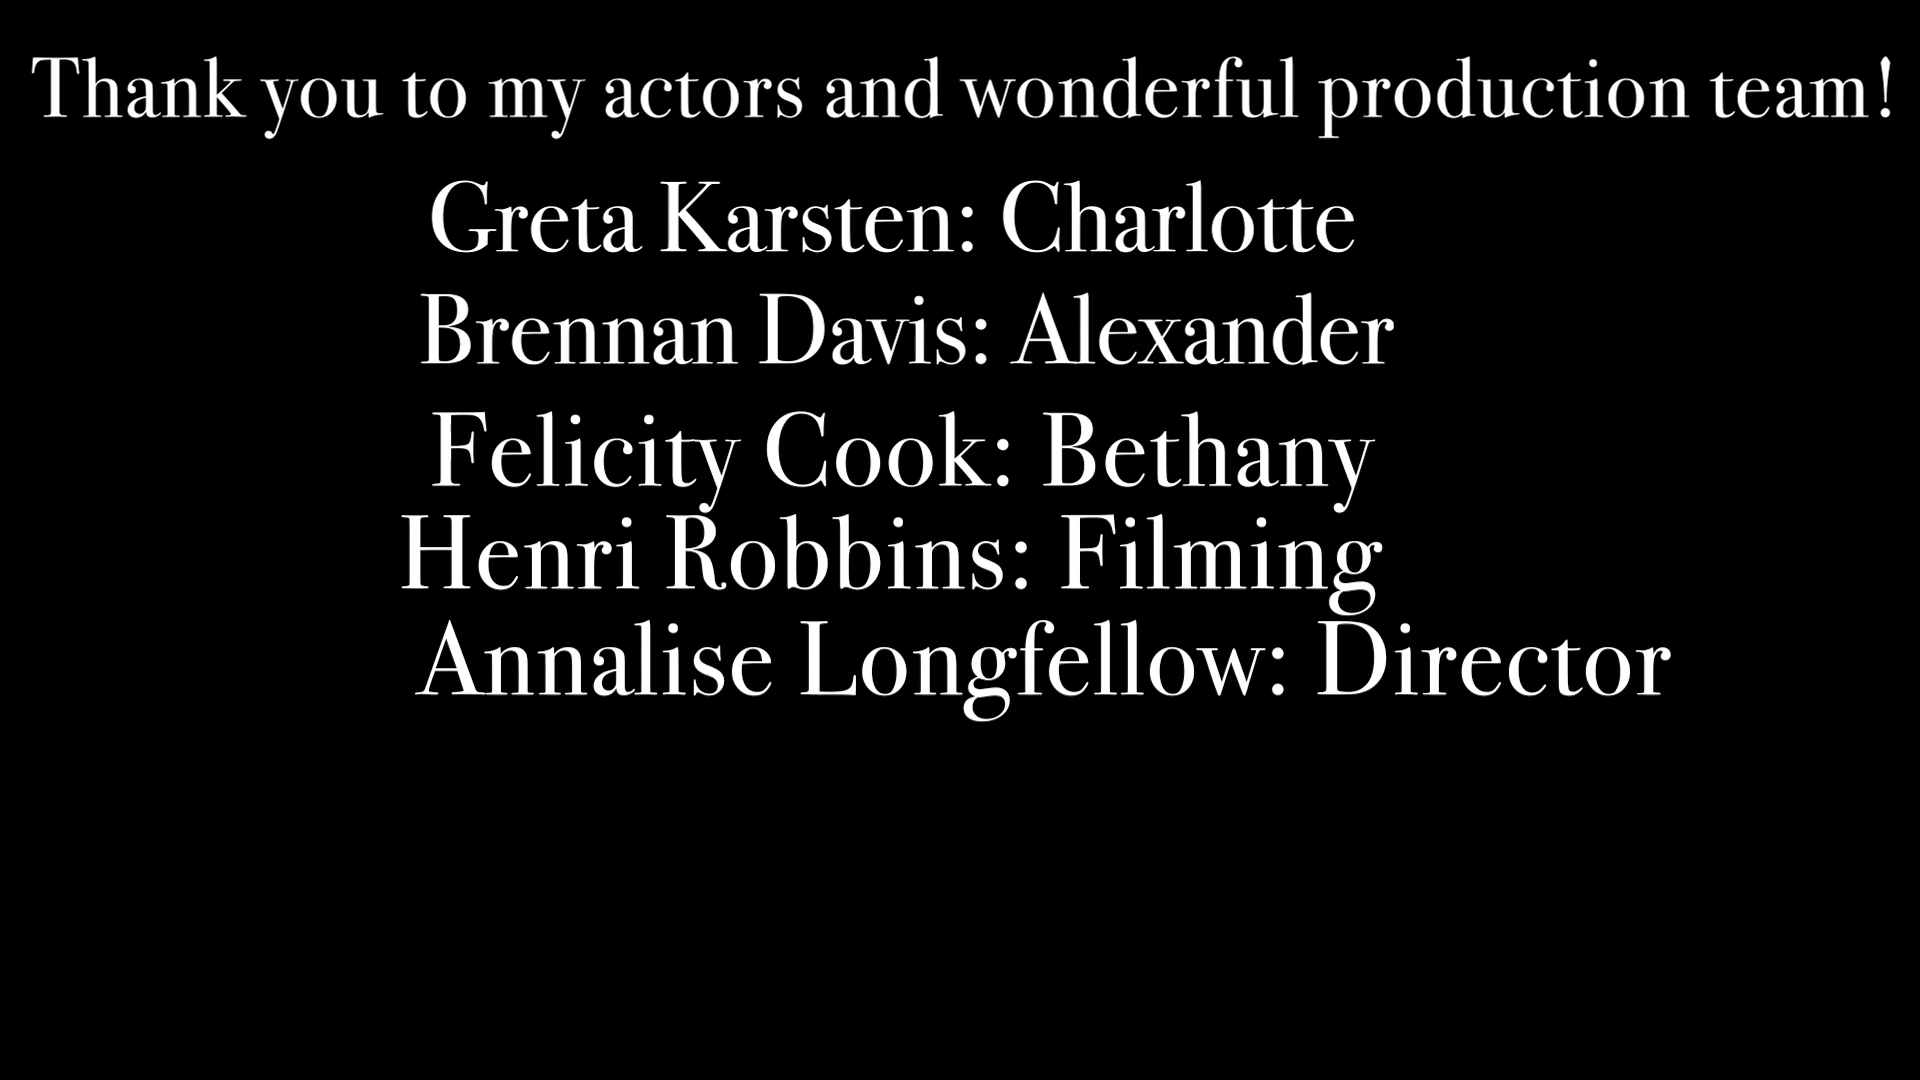 Thank you to my actors and wonderful production team!
Greta Karsten: Charlotte
Brennan Davis: Alexander
Felicity Cook: Bethany
Henri Robbins: Filming
Annalise Longfellow: Director